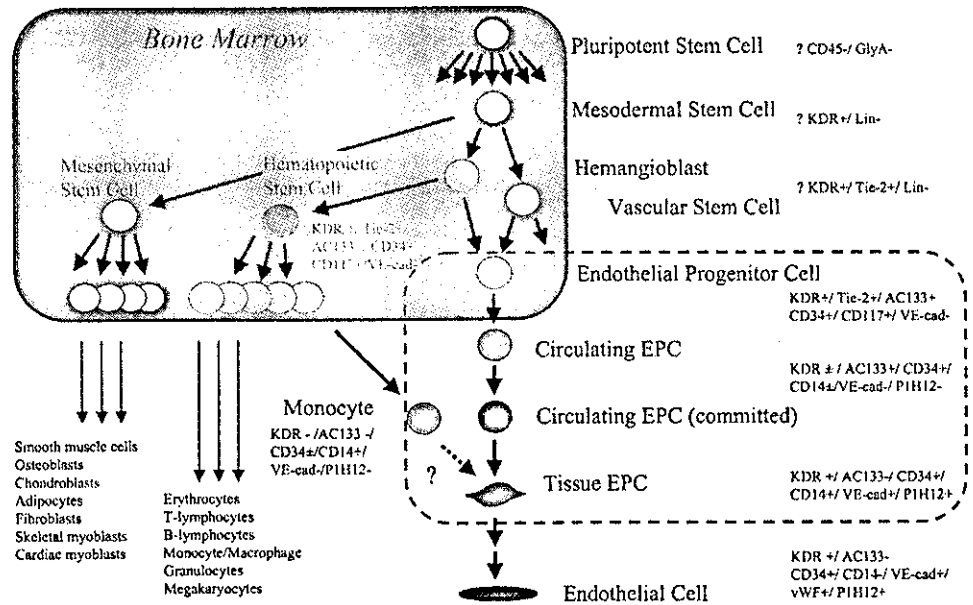 Bone Marrow
Pluripotent Stem Cell
? CD45-/ GlyA-
Mesodermal Stem Cell
? KDR+/ Lin-
Mesenchymal
Stem Cell
Hematopoietic
Stem Cell
Hemangioblast
Vascular Stem Cell
? KDR+/ Tie-2+/ Lin-
AC133
CD34+
Endothelial Progenitor Cell
KDR+/ Tie-2+/ AC133+
CD34+/ CD117+/ VE-cad-
Circulating EPC
KDR ± / AC133+/ CD34+/
CD14±/VE-cad-/ P1H12-
Monocyte
KDR - /AC133 -/
CD34±/CD14+/
VE-cad-/P1H12-
Circulating EPC (committed)
?
Tissue EPC
KDR +/ AC133-/ CD34+/
CD14+/ VE-cad+/ P1H12+
Smooth muscle cells
Osteoblasts
Chondroblasts
Adipocytes
Fibroblasts
Skeletal myoblasts
Cardiac myoblasts
Erythrocytes
T-lymphocytes
B-lymphocytes
Monocyte/Macrophage
Granulocytes
Megakaryocytes
Endothelial Cell
KDR +/ AC133-
CD34+/ CD14-/ VE-cad+/
vWF+/ P1H12+